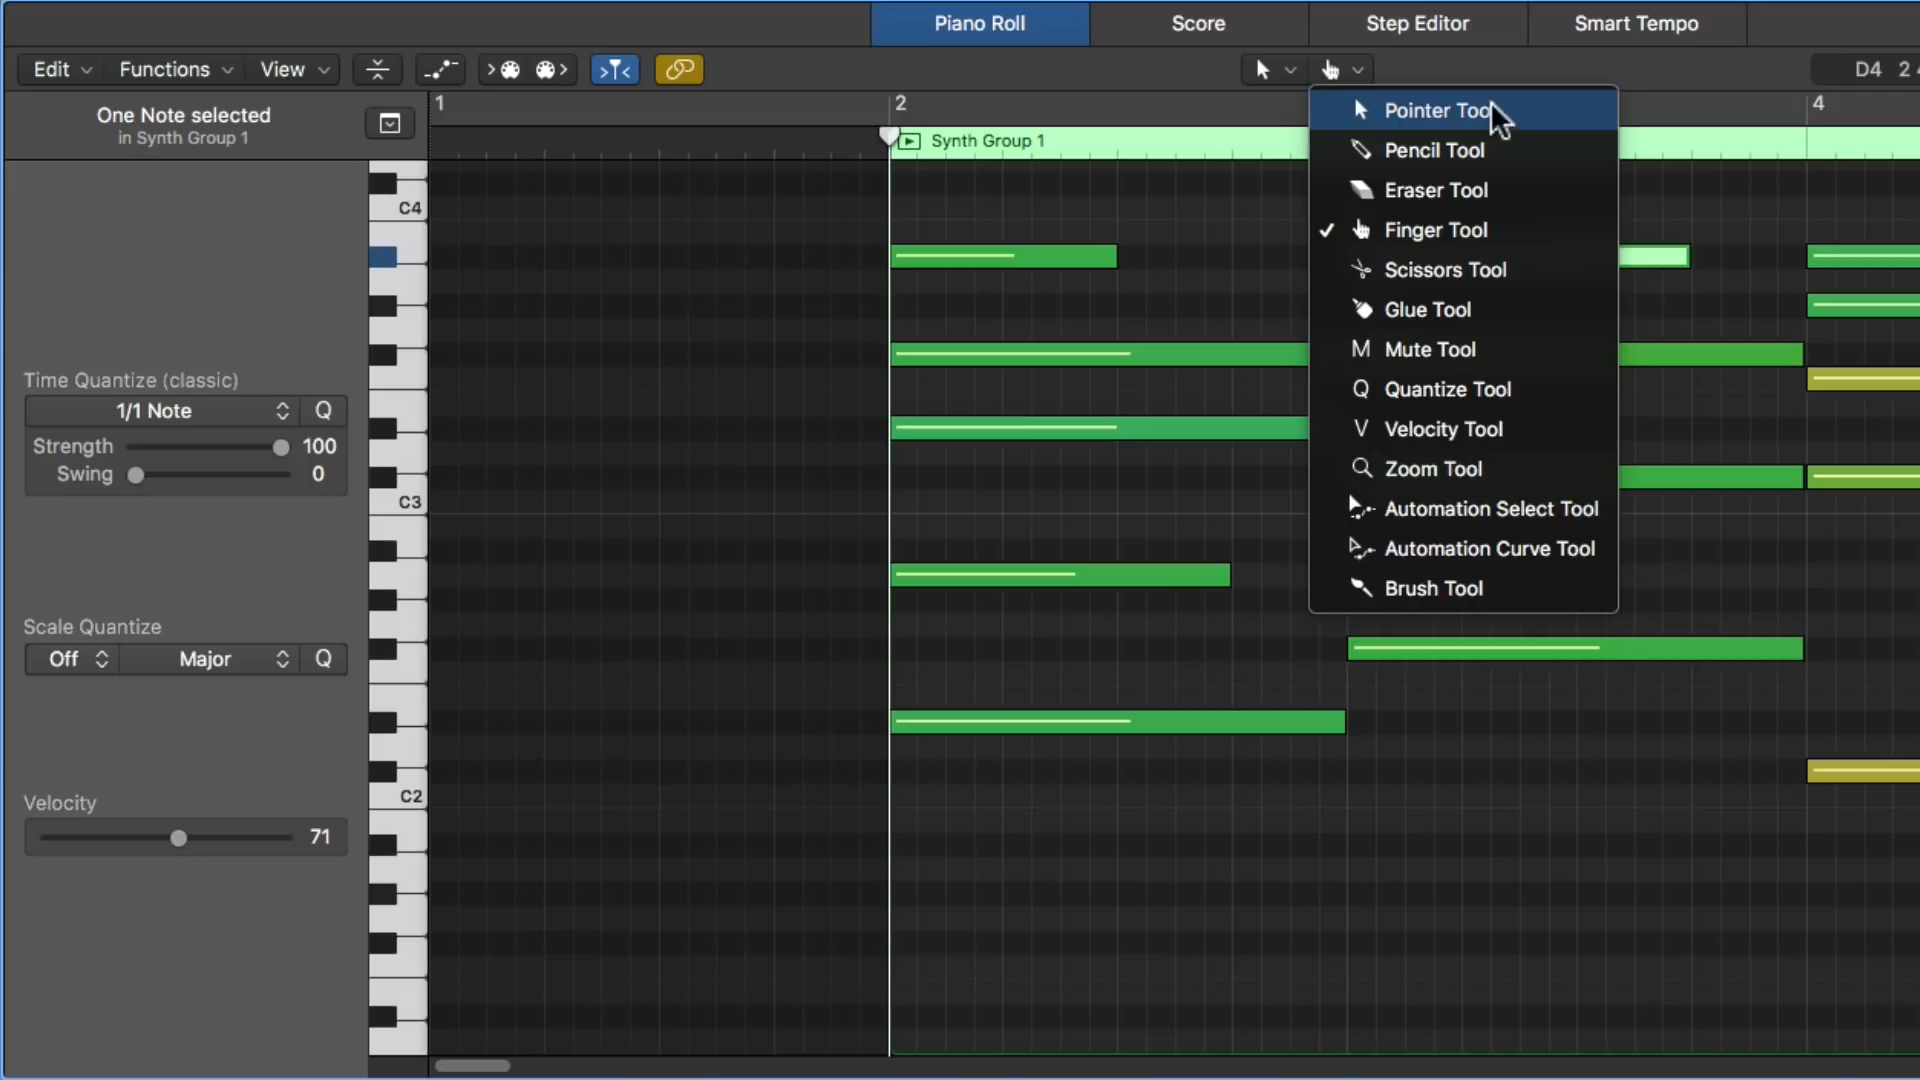 Piano Roll
Score
Step Editor
Smart Tempo
Edit
Functions
View
D4 2
One Note selected
in Synth Group 1
1
2
4
Synth Group 1
Pointer Too
Pencil Tool
Eraser Tool
Finger Tool
Scissors Tool
Glue Tool
M Mute Tool
Q Quantize Tool
V Velocity Tool
Zoom Tool
Automation Select Tool
Automation Curve Tool
Brush Tool
C4
C3
C2
Time Quantize (classic)
1/1 Note Q
Strength 100
Swing 0
Scale Quantize
Off Major Q
Velocity
71